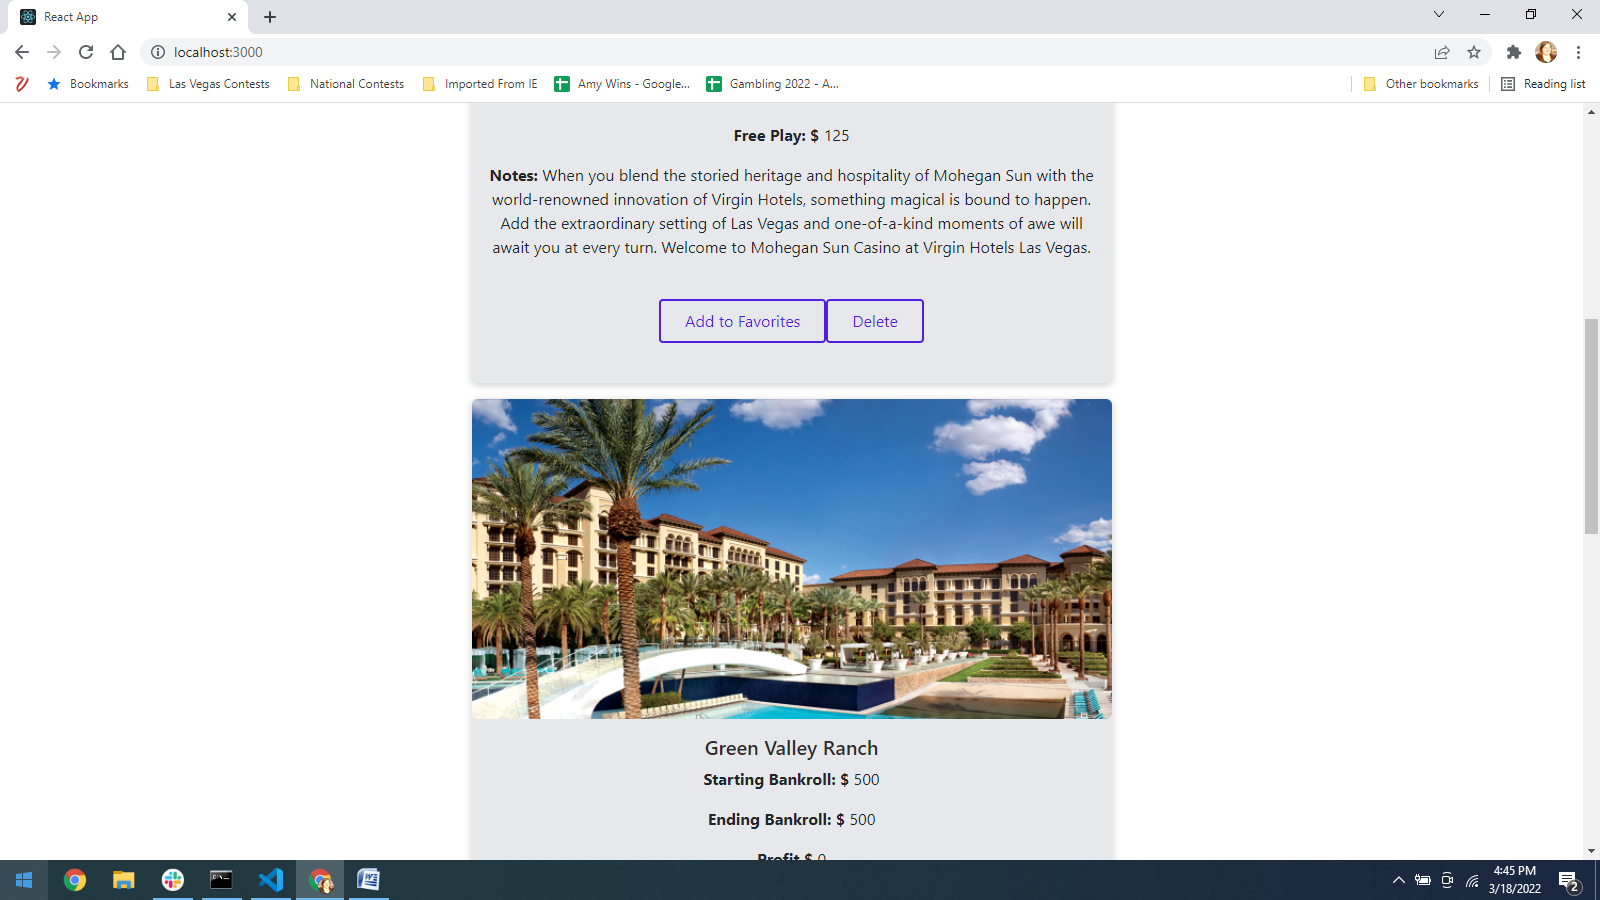 React App
localhost:3000
Bookmarks
Las Vegas Contests
National Contests
Imported From IE
Amy Wins - Google...
Gambling 2022 - A...
Other bookmarks
Reading list
Free Play: $ 125
Notes: When you blend the storied heritage and hospitality of Mohegan Sun with the
world-renowned innovation of Virgin Hotels, something magical is bound to happen.
Add the extraordinary setting of Las Vegas and one-of-a-kind moments of awe will
await you at every turn. Welcome to Mohegan Sun Casino at Virgin Hotels Las Vegas.
Add to Favorites
Delete
Green Valley Ranch
Starting Bankroll: $ 500
Ending Bankroll: $ 500
Profit $ 0
4:45 PM
3/18/2022
2